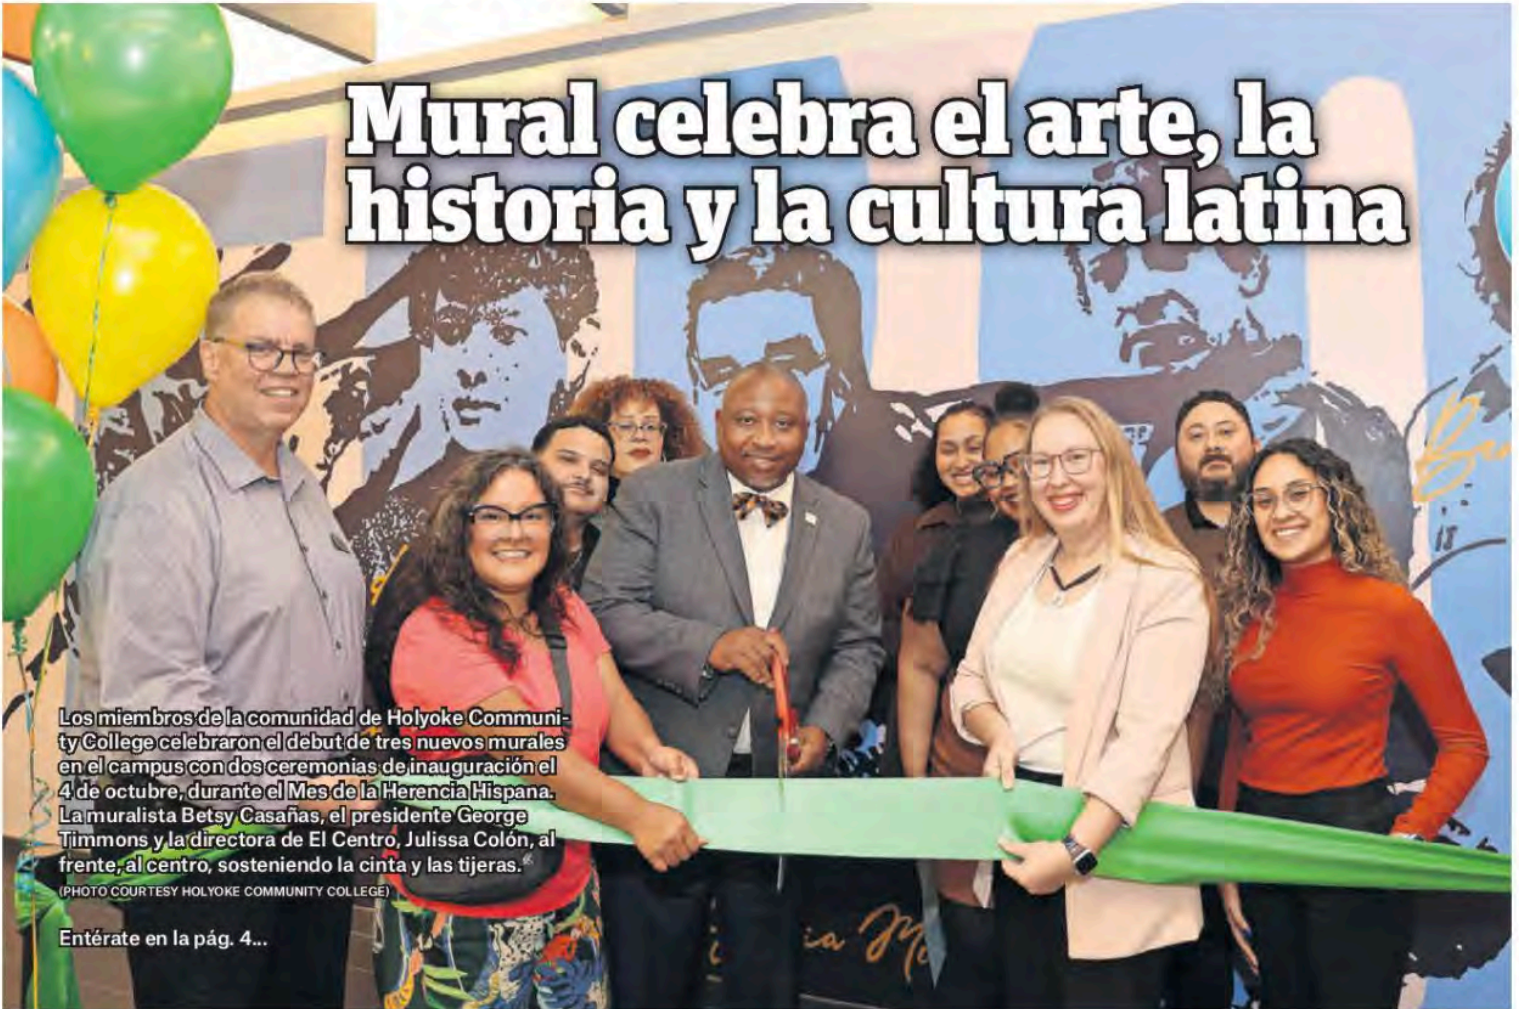 Mural celebra el arte, la
historia y la cultura latina
Los miembros de la comunidad de Holyoke Communi-
ty College celebraron el debut de tres nuevos murales
en el campus con dos ceremonias de inauguración el
4 de octubre, durante el Mes de la Herencia Hispana.
La muralista Betsy Casañas, el presidente George
Timmons y la directora de El Centro, Julissa Colón, al
frente, al centro, sosteniendo la cinta y las tijeras.
(PHOTO COURTESY HOLYOKE COMMUNITY COLLEGE)
Entérate en la pág. 4...